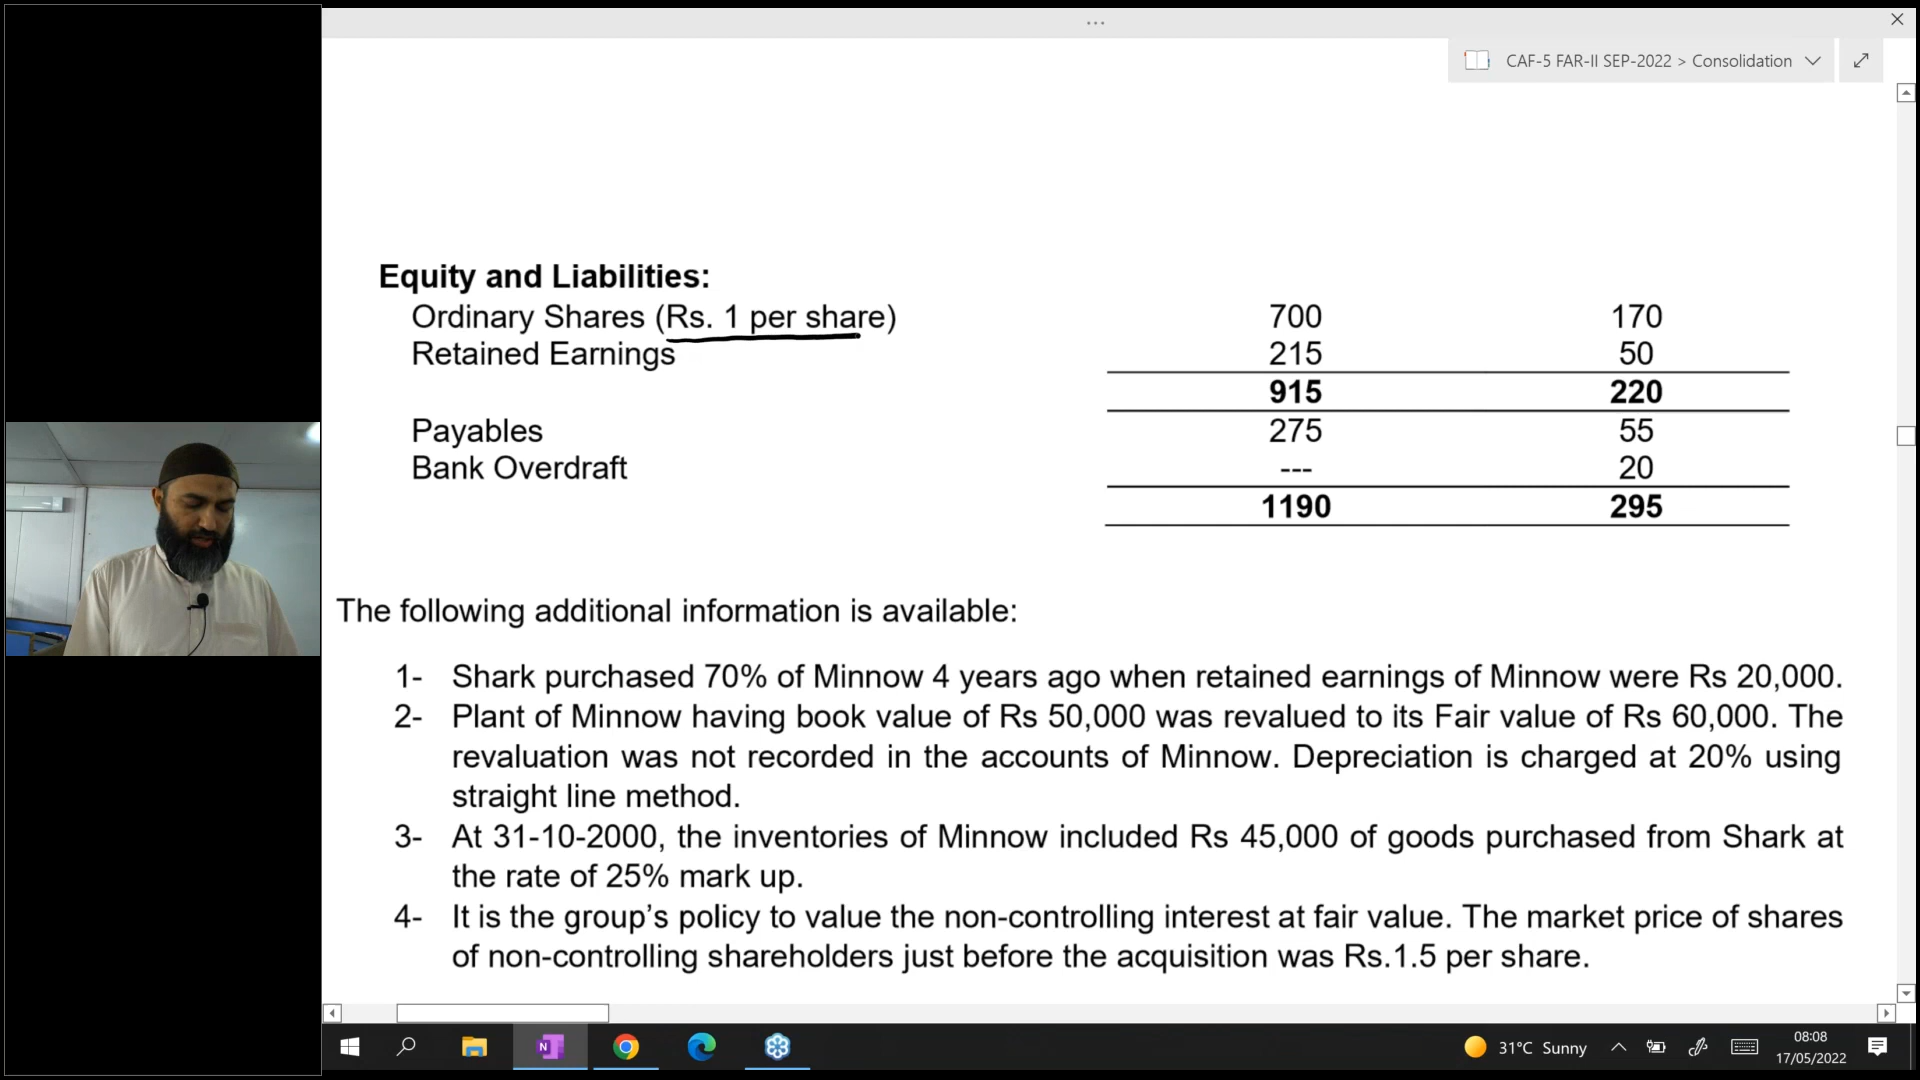 ...
CAF-5 FAR-II SEP-2022 > Consolidation
Equity and Liabilities:
Ordinary Shares (Rs. 1 per share) 700 170
Retained Earnings 215 50
915 220
Payables 275 55
Bank Overdraft --- 20
1190 295
The following additional information is available:
1- Shark purchased 70% of Minnow 4 years ago when retained earnings of Minnow were Rs 20,000.
2- Plant of Minnow having book value of Rs 50,000 was revalued to its Fair value of Rs 60,000. The
revaluation was not recorded in the accounts of Minnow. Depreciation is charged at 20% using
straight line method.
3- At 31-10-2000, the inventories of Minnow included Rs 45,000 of goods purchased from Shark at
the rate of 25% mark up.
4- It is the group's policy to value the non-controlling interest at fair value. The market price of shares
of non-controlling shareholders just before the acquisition was Rs.1.5 per share.
N
31°C Sunny
08:08
17/05/2022